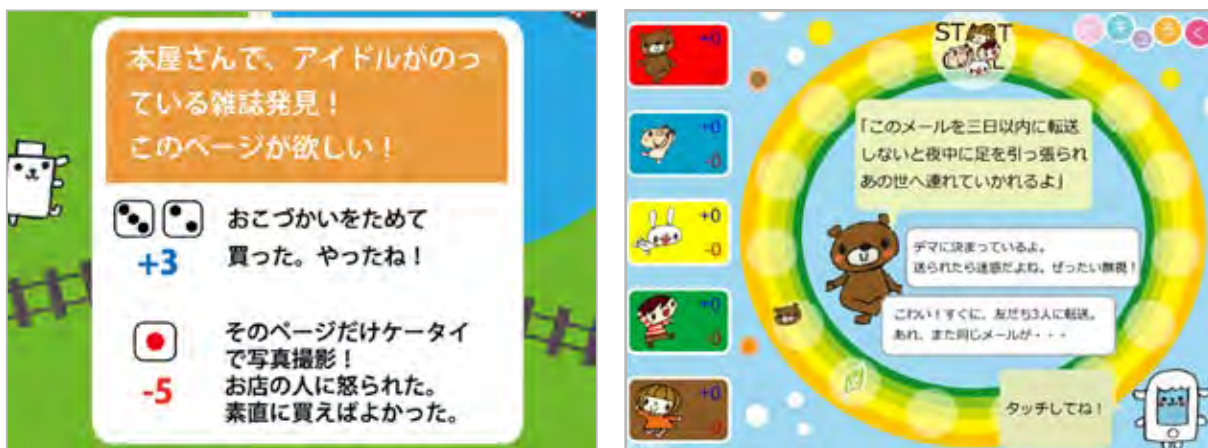 本屋さんで、アイドルがのっ
ている雑誌発見！
このページが欲しい！
おこづかいをためて
買った。やったね！
+3
そのページだけケータイ
で写真撮影！
お店の人に怒られた。
素直に買えばよかった。
-5
+0
+0
-0
+0
-0
+0
-0
+0
-0
START
くろ
「このメールを三日以内に転送
しないと夜中に足を引っ張られ
あの世へ連れていかれるよ」
デマに決まっているよ。
送られたら迷惑だよね。ぜったい無視！
こわい！すぐに、友だち3人に転送。
あれ、また同じメールが・・・
タッチしてね！